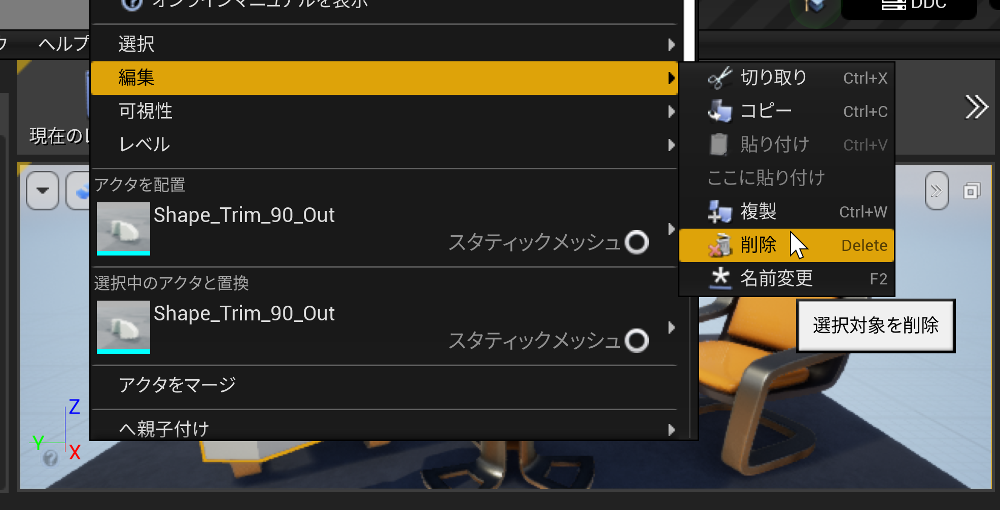 オンラインマニュアルを表示
DDC
ウ
ヘルプ
選択
編集
可視性
レベル
現在のレ
アクタを配置
Shape_Trim_90_Out
スタティックメッシュ
選択中のアクタと置換
Shape_Trim_90_Out
スタティックメッシュ
アクタをマージ
へ親子付け
切り取り Ctrl+X
コピー Ctrl+C
貼り付け Ctrl+V
ここに貼り付け
複製 Ctrl+W
削除 Delete
名前変更 F2
選択対象を削除
Z
Y
X